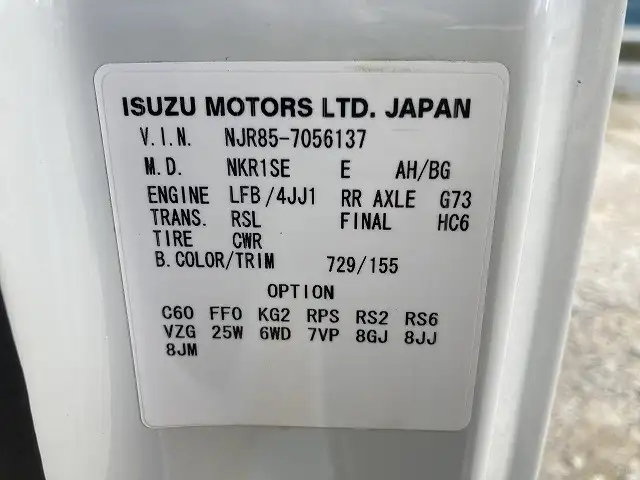 ISUZU MOTORS LTD. JAPAN
V.I.N. NJR85-7056137
M.D. NKR1SE E AH/BG
ENGINE LFB/4JJ1 RR AXLE G73
TRANS. RSL FINAL HC6
TIRE CWR
B.COLOR/TRIM 729/155
OPTION
C60 FF0 KG2 RPS RS2 RS6
VZG 25W 6WD 7VP 8GJ 8JJ
8JM